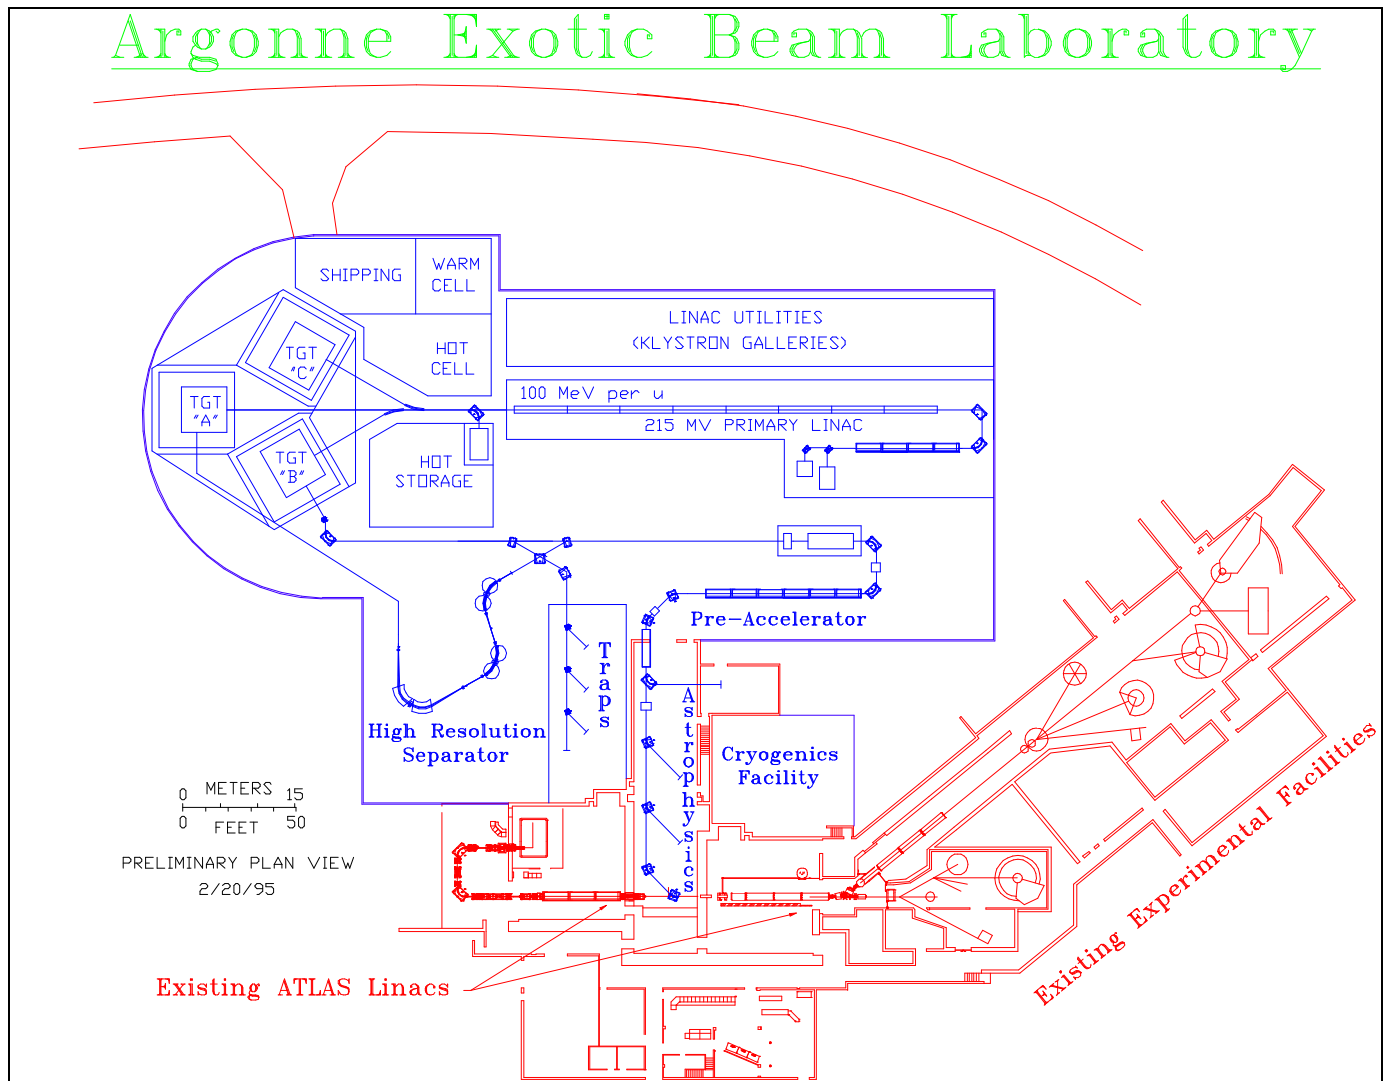 Argonne Exotic Beam Laboratory
SHIPPING
WARM
CELL
HOT
CELL
LINAC UTILITIES
(KLYSTRON GALLERIES)
TGT
"C"
TGT
"A"
TGT
"B"
100 MeV per u
215 MV PRIMARY LINAC
HOT
STORAGE
Pre-Accelerator
Traps
Astrophysics
High Resolution
Separator
Cryogenics
Facility
0 METERS 15
0 FEET 50
PRELIMINARY PLAN VIEW
2/20/95
Existing ATLAS Linacs
Existing Experimental Facilities